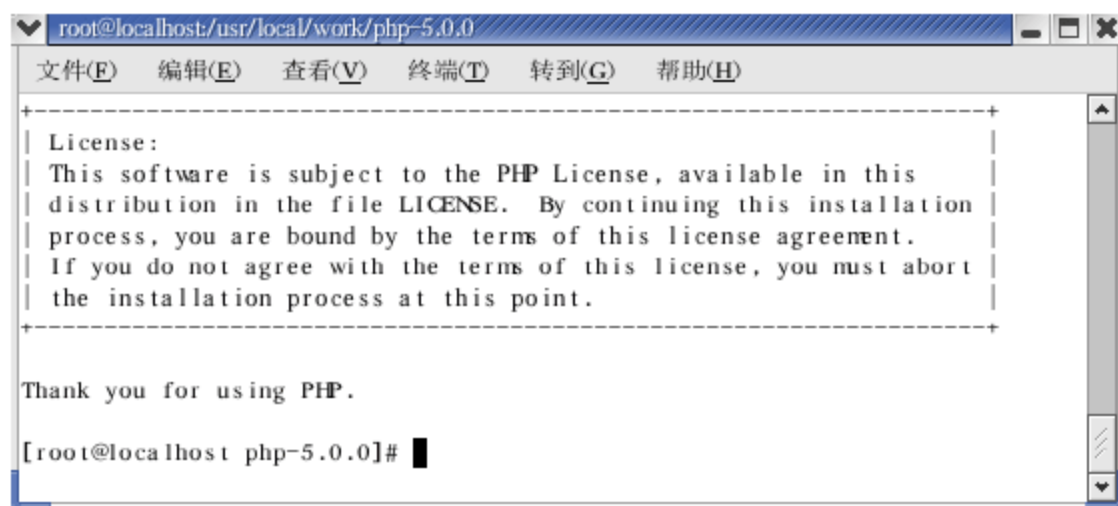 root@localhost:/usr/local/work/php-5.0.0
文件(F) 编辑(E) 查看(V) 终端(T) 转到(G) 帮助(H)
+--------------------------------------------------------------------+
| License: |
| This software is subject to the PHP License, available in this |
| distribution in the file LICENSE. By continuing this installation |
| process, you are bound by the terms of this license agreement. |
| If you do not agree with the terms of this license, you must abort |
| the installation process at this point. |
+--------------------------------------------------------------------+
Thank you for using PHP.
[root@localhost php-5.0.0]#